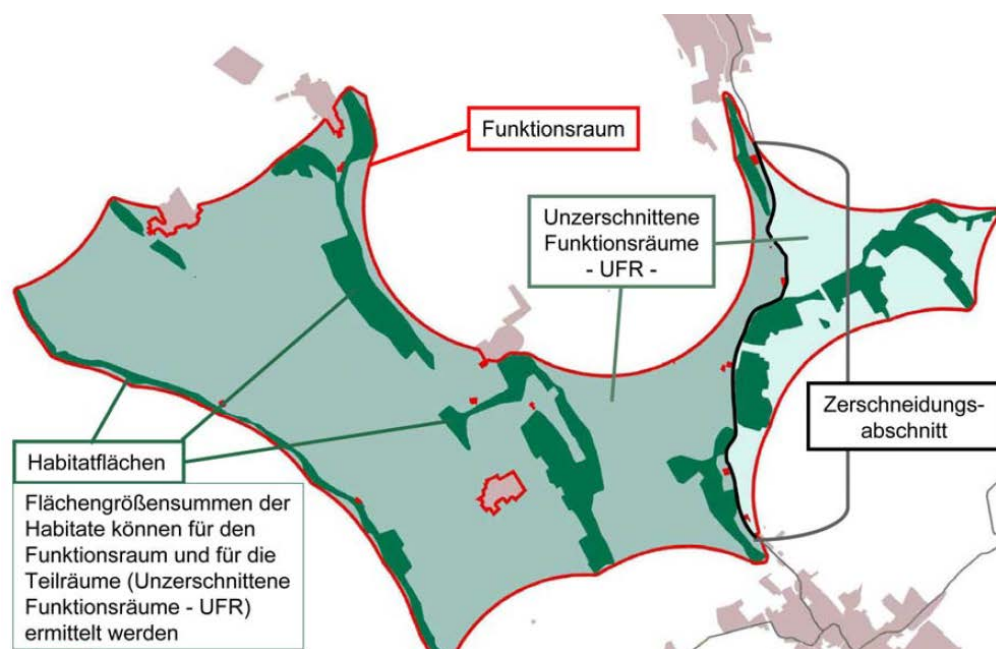 Funktionsraum
Unzerschnittene
Funktionsräume
- UFR -
Zerschneidungs-
abschnitt
Habitatflächen
Flächengrößensummen der
Habitate können für den
Funktionsraum und für die
Teilräume (Unzerschnittene
Funktionsräume - UFR)
ermittelt werden